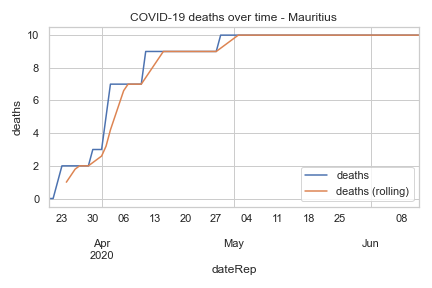 COVID-19 deaths over time - Mauritius
deaths
10
8
6
4
2
0
deaths
deaths (rolling)
23 30 06 13 20 27 04 11 18 25 08
Apr May Jun
2020
dateRep